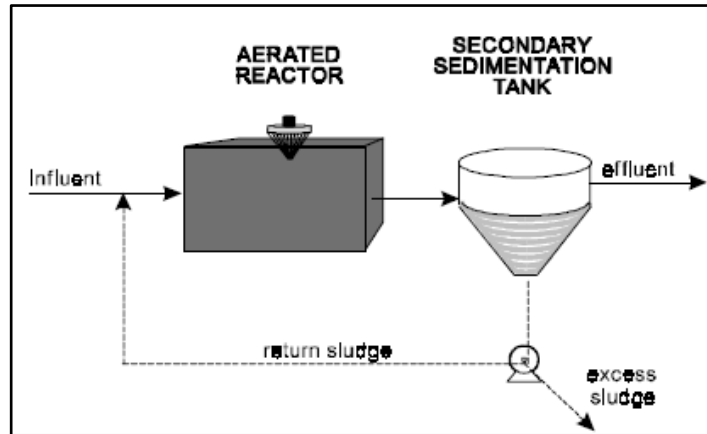 AERATED
REACTOR
SECONDARY
SEDIMENTATION
TANK
Influent
effluent
return sludge
excess
sludge